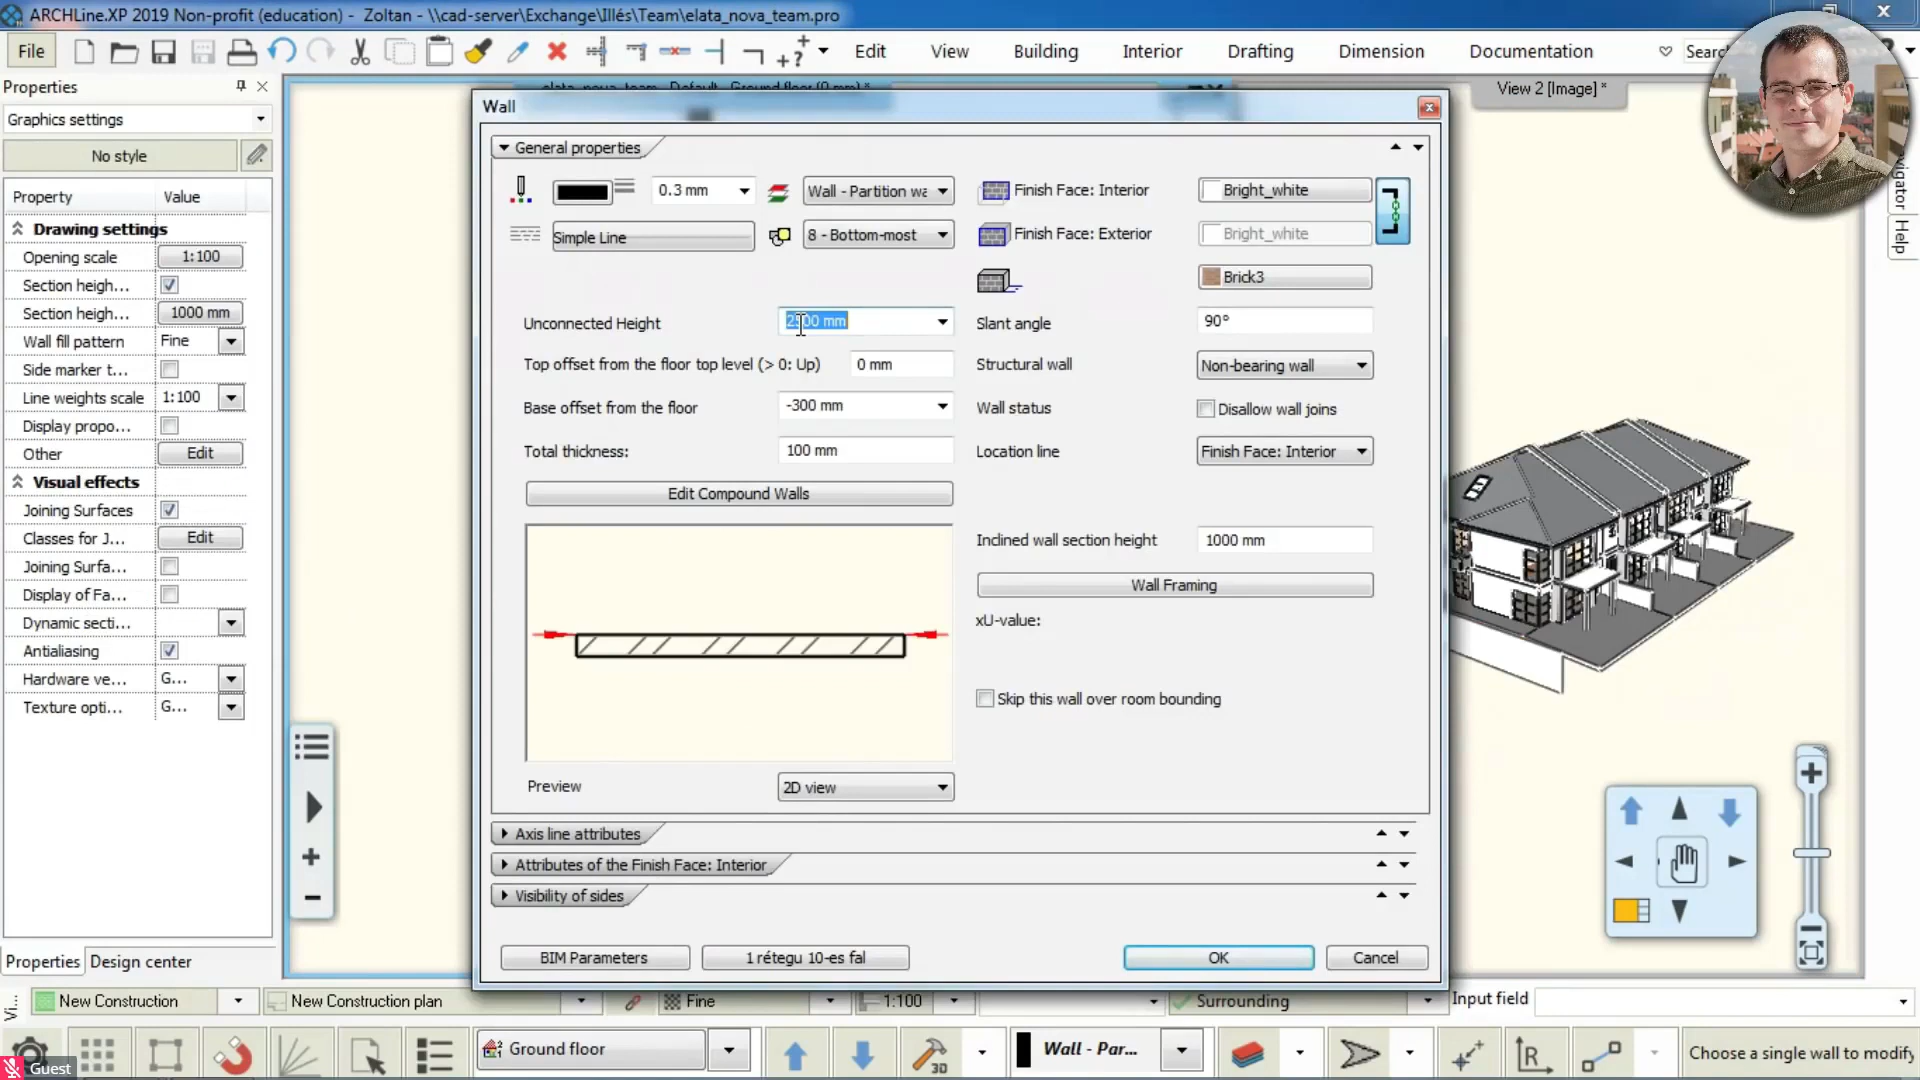 ARCHLine.XP 2019 Non-profit (education) - Zoltan - \\cad-server\Exchange\Illés\Team\elata_nova_team.pro
File
Edit View Building Interior Drafting Dimension Documentation
Properties
Graphics settings
No style
Property Value
Drawing settings
Opening scale 1:100
Section heigh...
Section heigh... 1000 mm
Wall fill pattern Fine
Side marker t...
Line weights scale 1:100
Display propo...
Other Edit
Visual effects
Joining Surfaces
Classes for J... Edit
Joining Surfa...
Display of Fa...
Dynamic secti...
Antialiasing
Hardware ve... G...
Texture opti... G...
Properties Design center
View 2 [Image] *
Help
Wall
General properties
0.3 mm
Wall - Partition wa
Simple Line
8 - Bottom-most
Finish Face: Interior Bright_white
Finish Face: Exterior Bright_white
Brick3
Unconnected Height 2500 mm
Top offset from the floor top level (> 0: Up) 0 mm
Base offset from the floor -300 mm
Total thickness: 100 mm
Edit Compound Walls
Slant angle 90°
Structural wall Non-bearing wall
Wall status Disallow wall joins
Location line Finish Face: Interior
Inclined wall section height 1000 mm
Wall Framing
xU-value:
Skip this wall over room bounding
Preview 2D view
Axis line attributes
Attributes of the Finish Face: Interior
Visibility of sides
BIM Parameters 1 rétegu 10-es fal OK Cancel
Vi...
New Construction New Construction plan Fine 1:100 Surrounding Input field
Ground floor
3D
Wall - Par...
R
Choose a single wall to modify
Guest